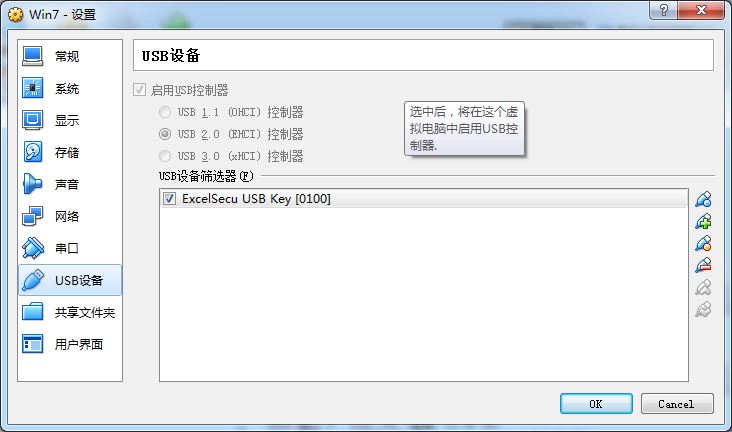 Win7 - 设置
常规
系统
显示
存储
声音
网络
串口
USB设备
共享文件夹
用户界面
USB设备
启用USB控制器
USB 1.1 (OHCI) 控制器
USB 2.0 (EHCI) 控制器
USB 3.0 (xHCI) 控制器
选中后，将在这个虚
拟电脑中启用USB控
制器.
USB设备筛选器(F)
ExcelSecu USB Key [0100]
OK
Cancel